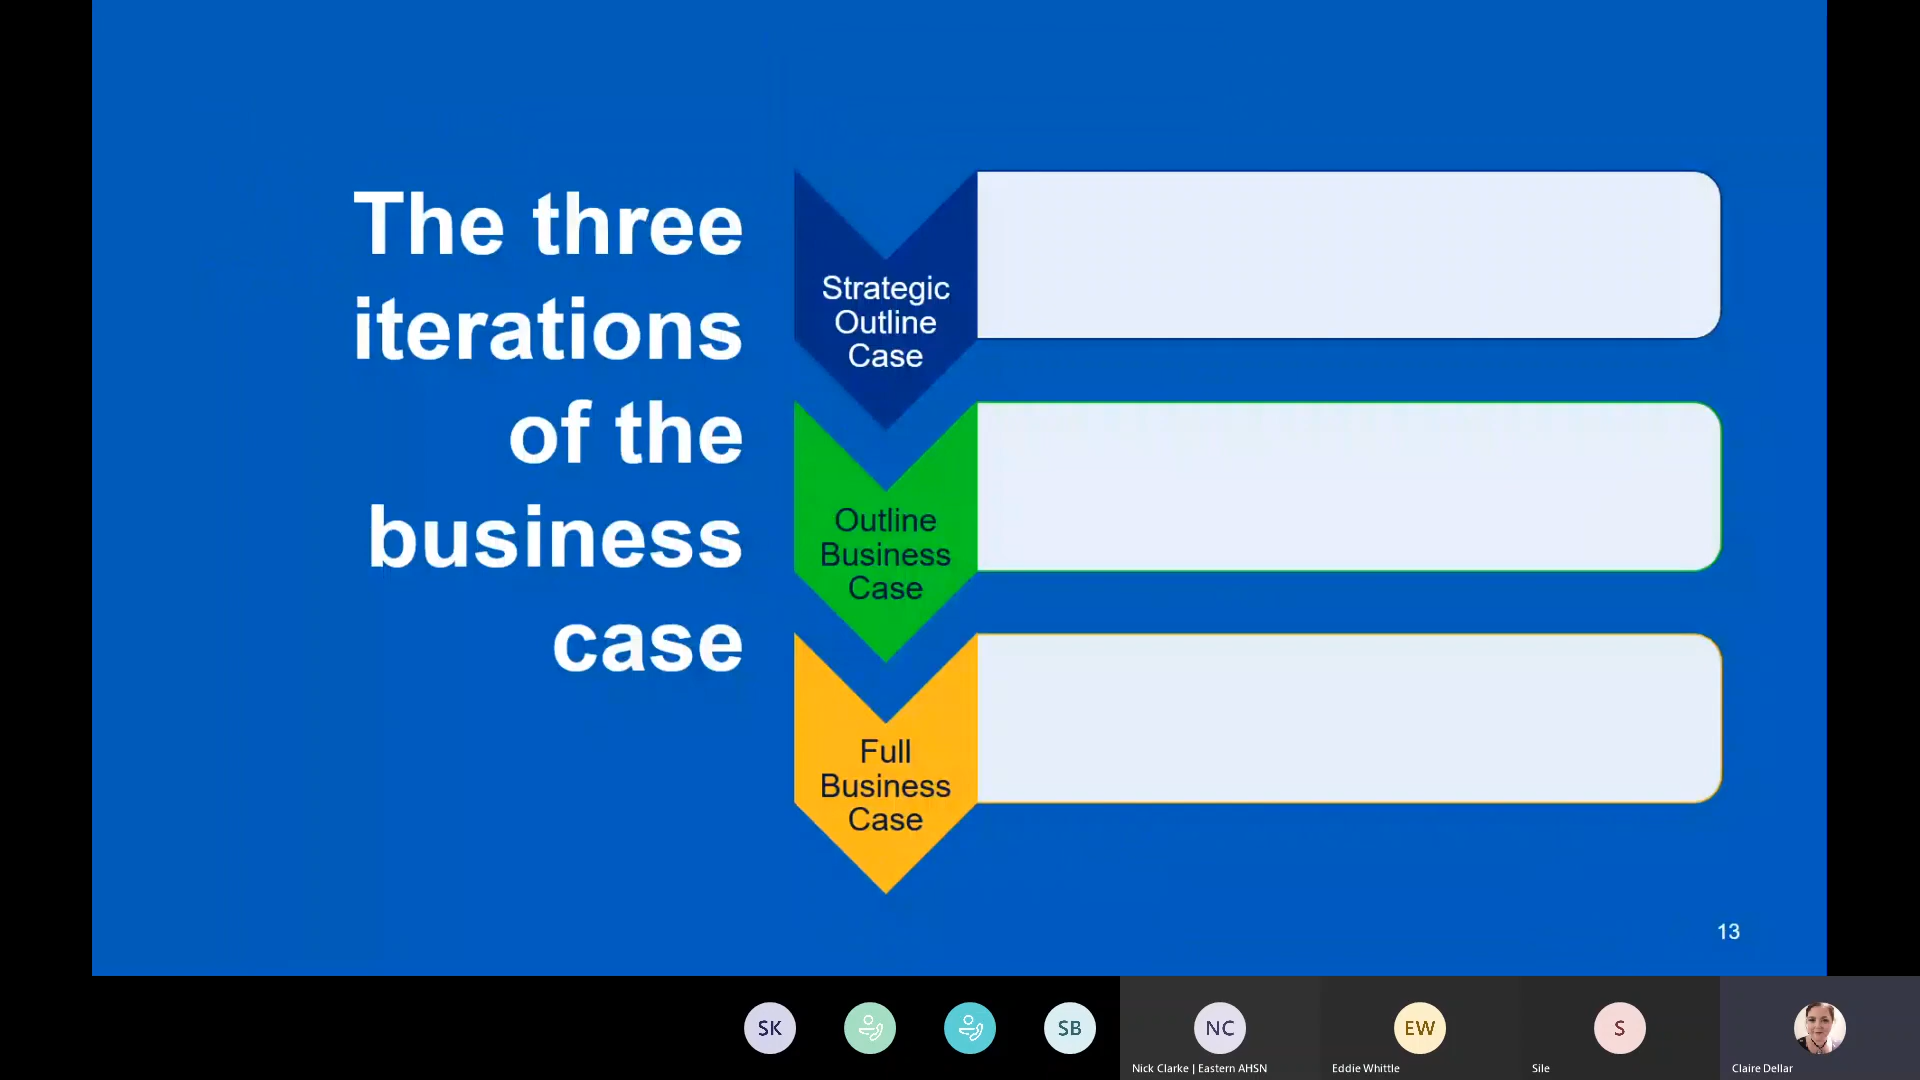 The three
iterations
of the
business
case
Strategic
Outline
Case
Outline
Business
Case
Full
Business
Case
13
SK
SB
NC
EW
S
Nick Clarke | Eastern AHSN
Eddie Whittle
Sile
Claire Dellar